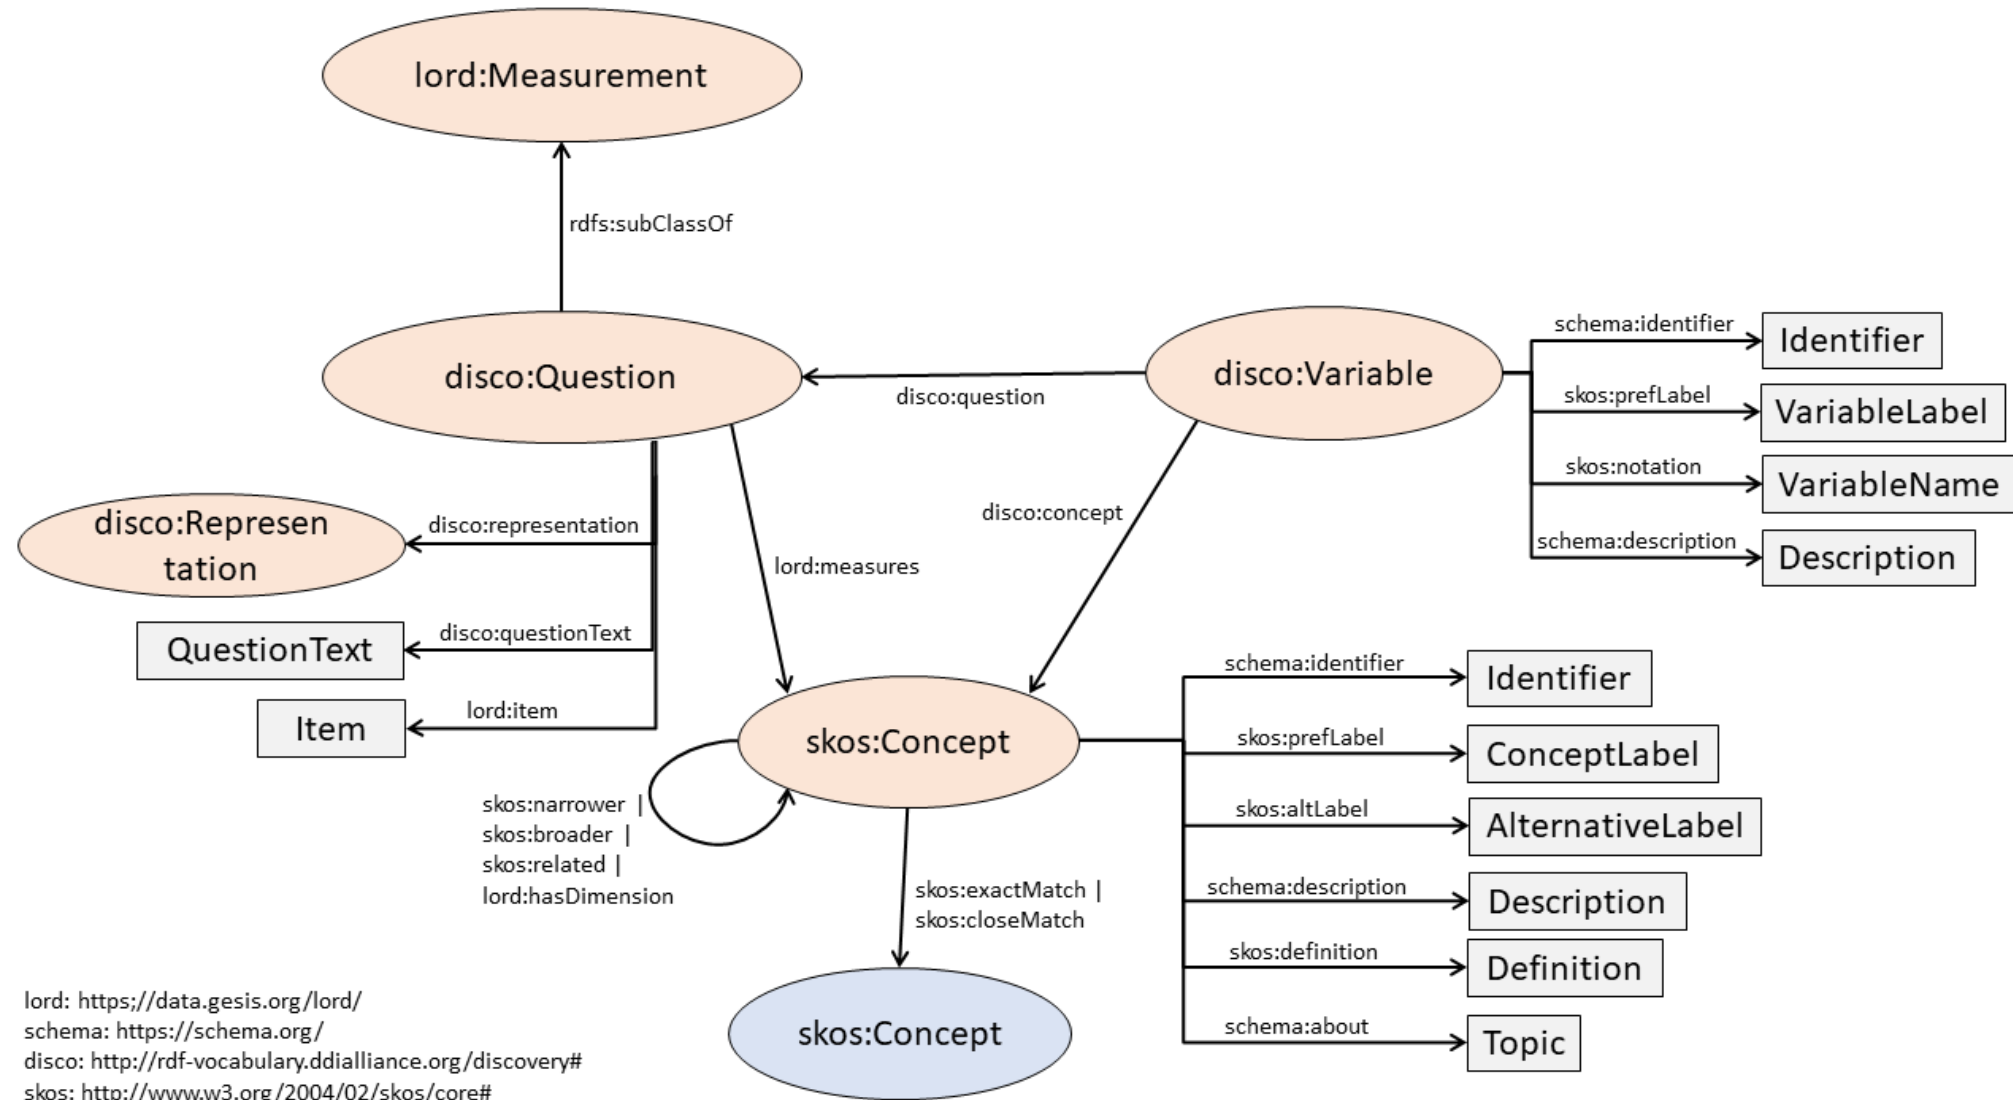 lord:Measurement
rdfs:subClassOf
disco:Question
disco:question
disco:Variable
schema:identifier
Identifier
skos:prefLabel
VariableLabel
skos:notation
VariableName
schema:description
Description
disco:Represen
tation
disco:representation
disco:questionText
QuestionText
lord:item
Item
lord:measures
disco:concept
skos:Concept
schema:identifier
Identifier
skos:prefLabel
ConceptLabel
skos:altLabel
AlternativeLabel
schema:description
Description
skos:definition
Definition
schema:about
Topic
skos:narrower |
skos:broader |
skos:related |
lord:hasDimension
skos:exactMatch |
skos:closeMatch
skos:Concept
lord: https;//data.gesis.org/lord/
schema: https://schema.org/
disco: http://rdf-vocabulary.ddialliance.org/discovery#
skos: http://www.w3.org/2004/02/skos/core#